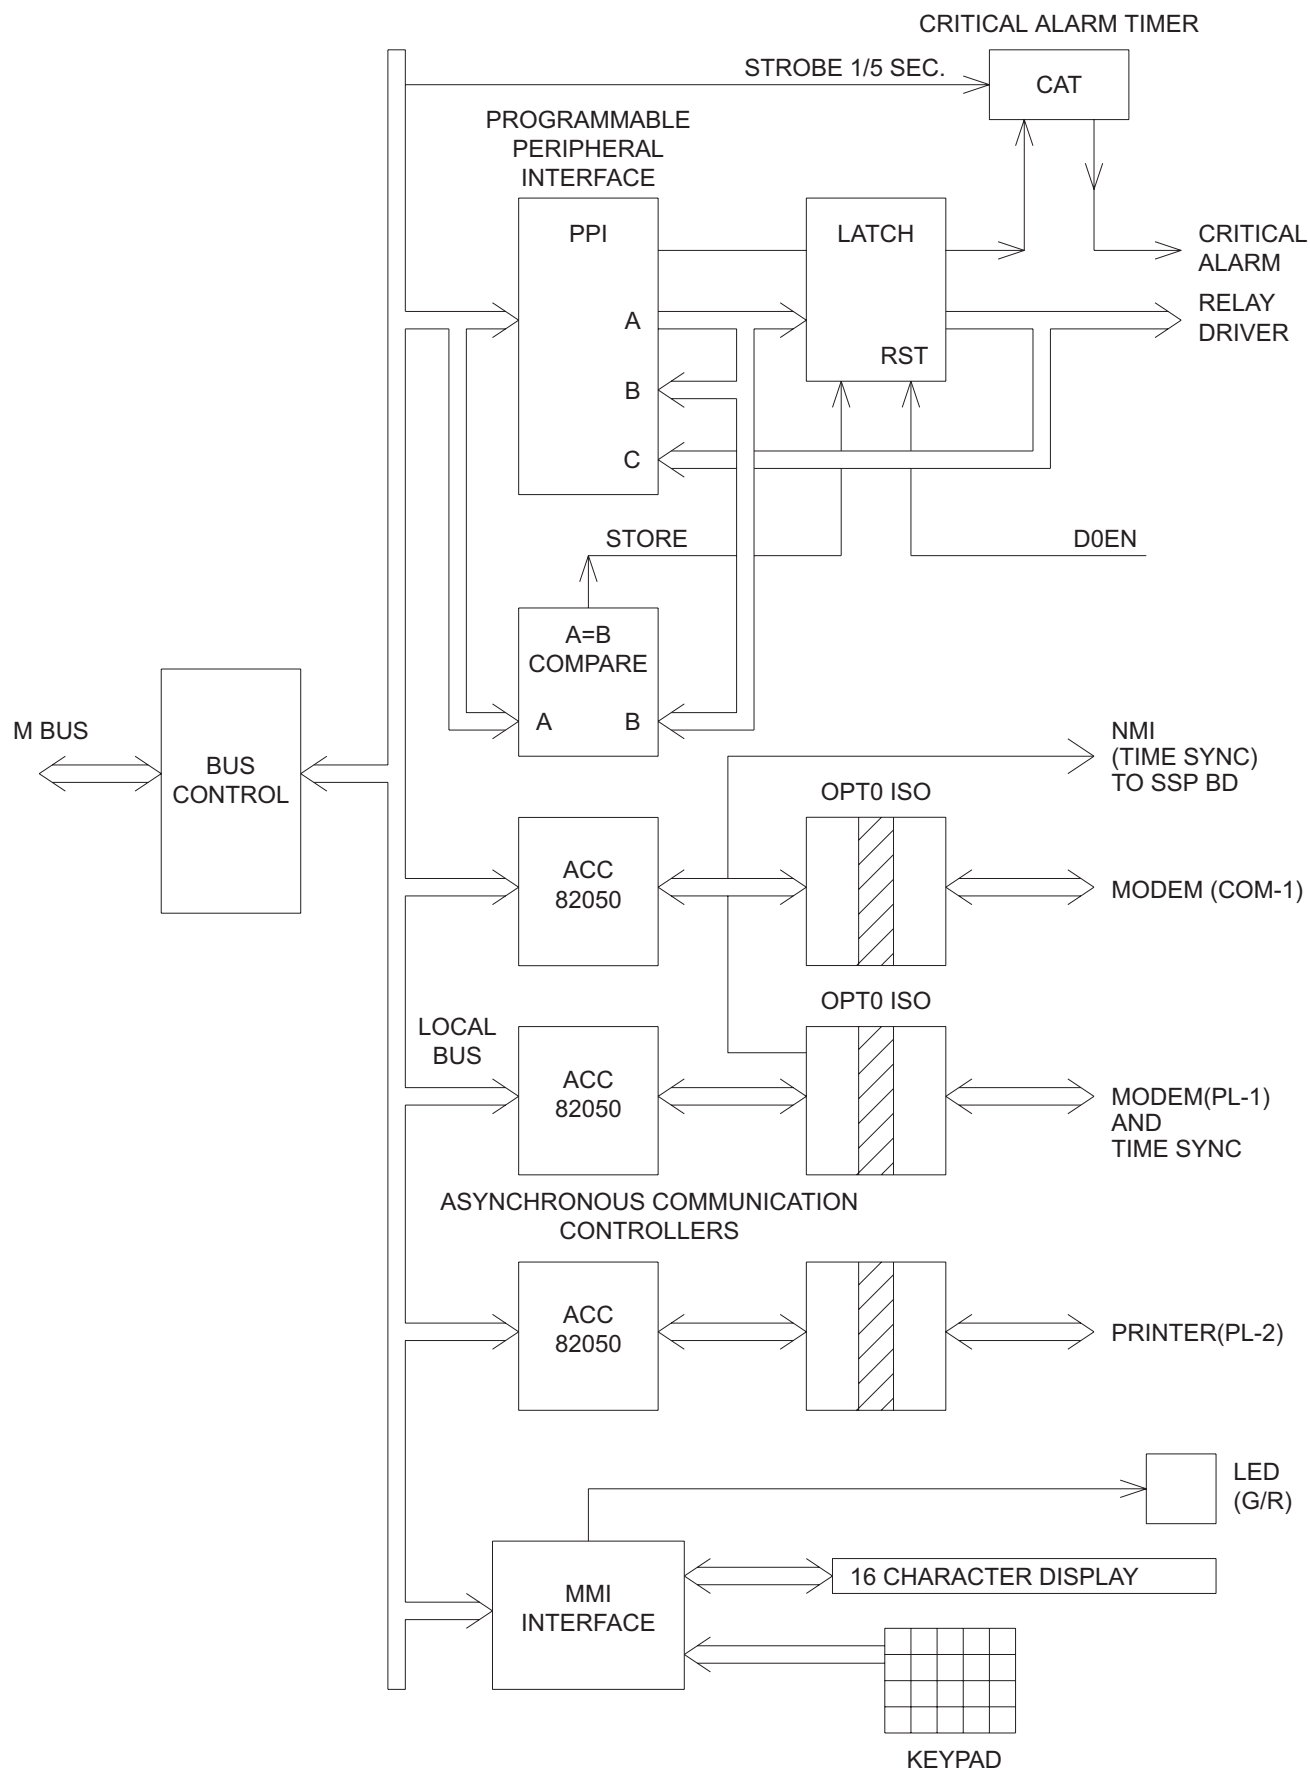 CRITICAL ALARM TIMER
STROBE 1/5 SEC.
CAT
PROGRAMMABLE
PERIPHERAL
INTERFACE
PPI
LATCH
CRITICAL
ALARM
A
RELAY
DRIVER
RST
B
C
STORE
D0EN
A=B
COMPARE
A
B
M BUS
BUS
CONTROL
NMI
(TIME SYNC)
TO SSP BD
OPT0 ISO
ACC
82050
MODEM (COM-1)
OPT0 ISO
LOCAL
BUS
ACC
82050
MODEM(PL-1)
AND
TIME SYNC
ASYNCHRONOUS COMMUNICATION
CONTROLLERS
ACC
82050
PRINTER(PL-2)
LED
(G/R)
MMI
INTERFACE
16 CHARACTER DISPLAY
KEYPAD